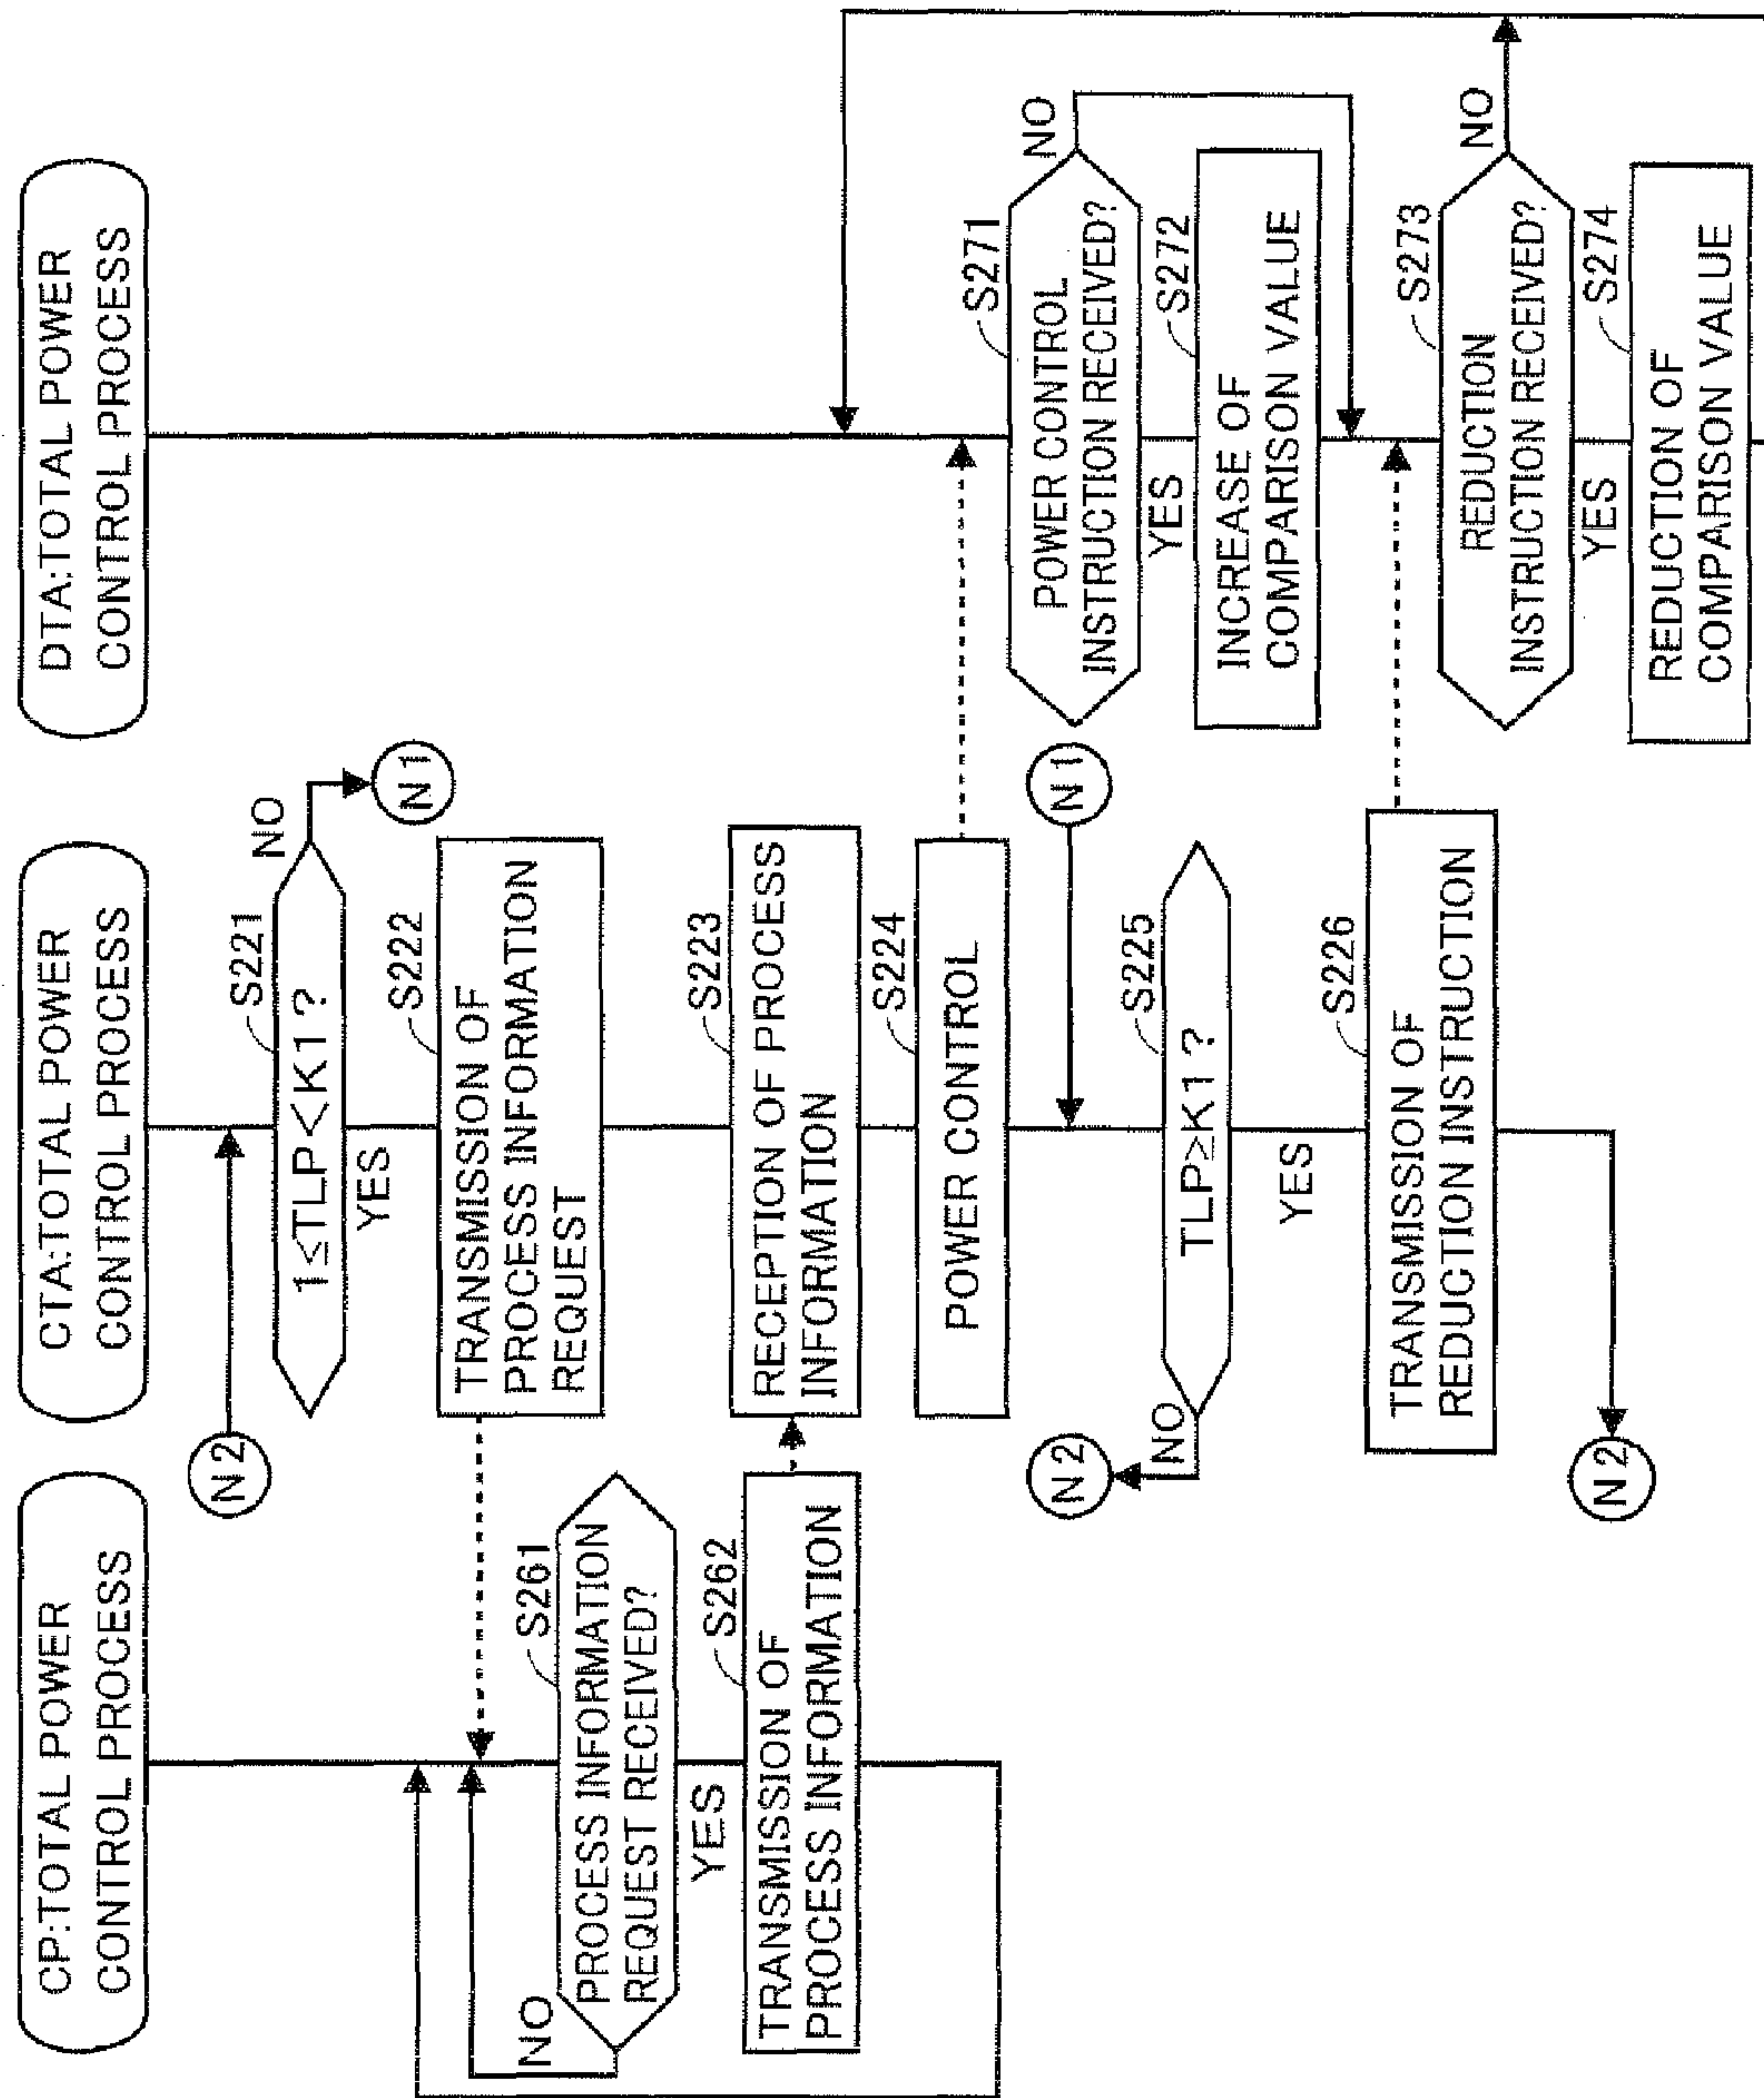 CP:TOTAL POWER
CONTROL PROCESS
NO
S261
PROCESS INFORMATION
REQUEST RECEIVED?
YES
S262
TRANSMISSION OF
PROCESS INFORMATION
CTA:TOTAL POWER
CONTROL PROCESS
N2
S221
1≤TLP<K1?
NO
N1
YES
S222
TRANSMISSION OF
PROCESS INFORMATION
REQUEST
S223
RECEPTION OF PROCESS
INFORMATION
S224
POWER CONTROL
N1
S225
TLP≥K1?
NO
N2
YES
S226
TRANSMISSION OF
REDUCTION INSTRUCTION
N2
DTA:TOTAL POWER
CONTROL PROCESS
S271
POWER CONTROL
INSTRUCTION RECEIVED?
NO
YES
S272
INCREASE OF
COMPARISON VALUE
S273
REDUCTION
INSTRUCTION RECEIVED?
NO
YES
S274
REDUCTION OF
COMPARISON VALUE